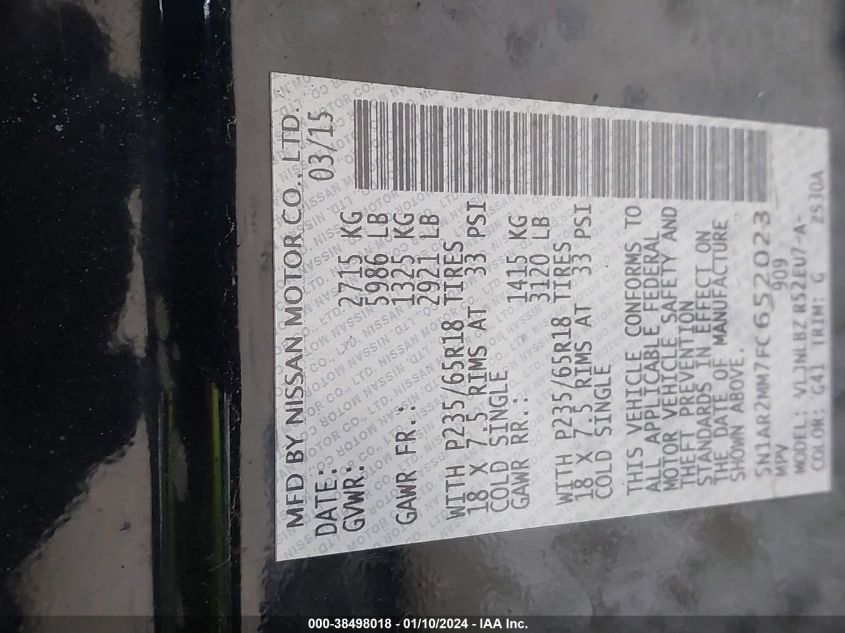 MFD BY NISSAN MOTOR CO., LTD.
DATE: 03/15
GVWR: 2715 KG
5986 LB
GAWR FR.: 1325 KG
2921 LB
WITH P235/65R18 TIRES
18 X 7.5 RIMS AT 33 PSI
COLD SINGLE
GAWR RR.: 1415 KG
3120 LB
WITH P235/65R18 TIRES
18 X 7.5 RIMS AT 33 PSI
COLD SINGLE
THIS VEHICLE CONFORMS TO
ALL APPLICABLE FEDERAL
MOTOR VEHICLE SAFETY AND
THEFT PREVENTION
STANDARDS IN EFFECT ON
THE DATE OF MANUFACTURE
SHOWN ABOVE.
5N1AR2MM7FC652023
MPV 909
MODEL: VLJNLBZ R52EU7-A-
COLOR: G41 TRIM: G 2530A
000-38498018 - 01/10/2024 - IAA Inc.